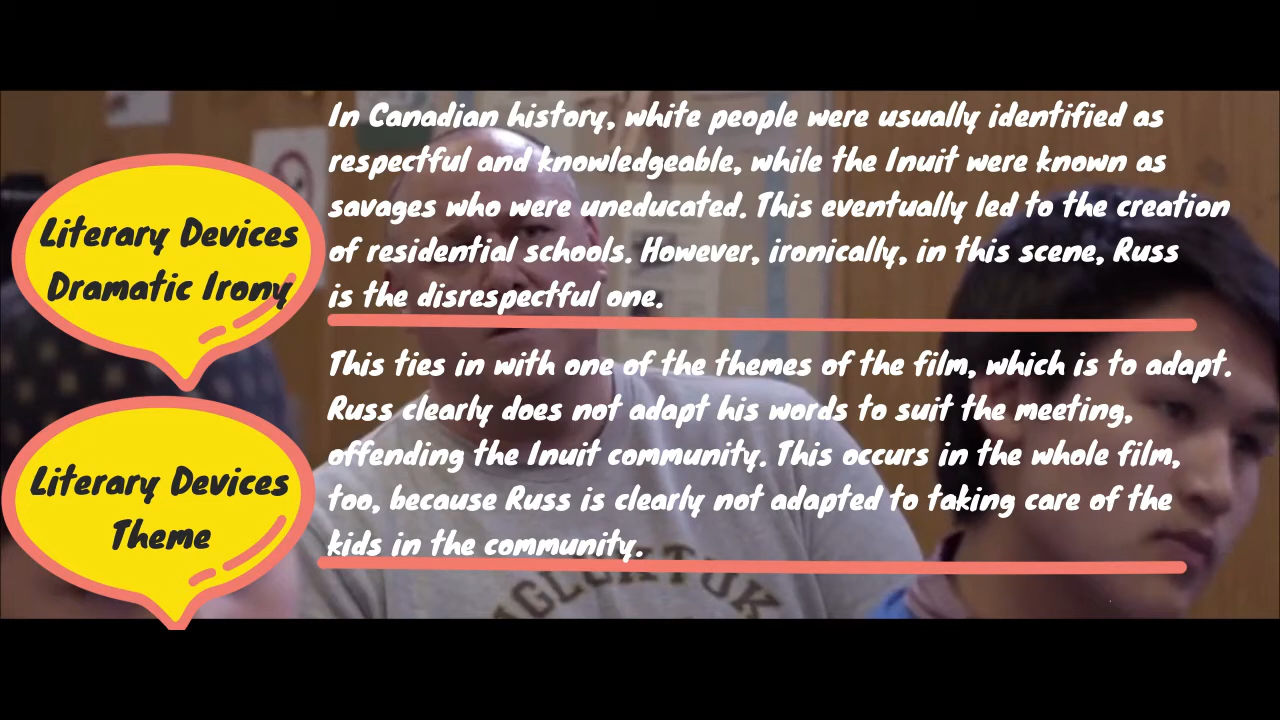 In Canadian history, white people were usually identified as
respectful and knowledgeable, while the Inuit were known as
savages who were uneducated. This eventually led to the creation
of residential schools. However, ironically, in this scene, Russ
is the disrespectful one.
Literary Devices
Dramatic Irony
This ties in with one of the themes of the film, which is to adapt.
Russ clearly does not adapt his words to suit the meeting,
offending the Inuit community. This occurs in the whole film,
too, because Russ is clearly not adapted to taking care of the
kids in the community.
Literary Devices
Theme